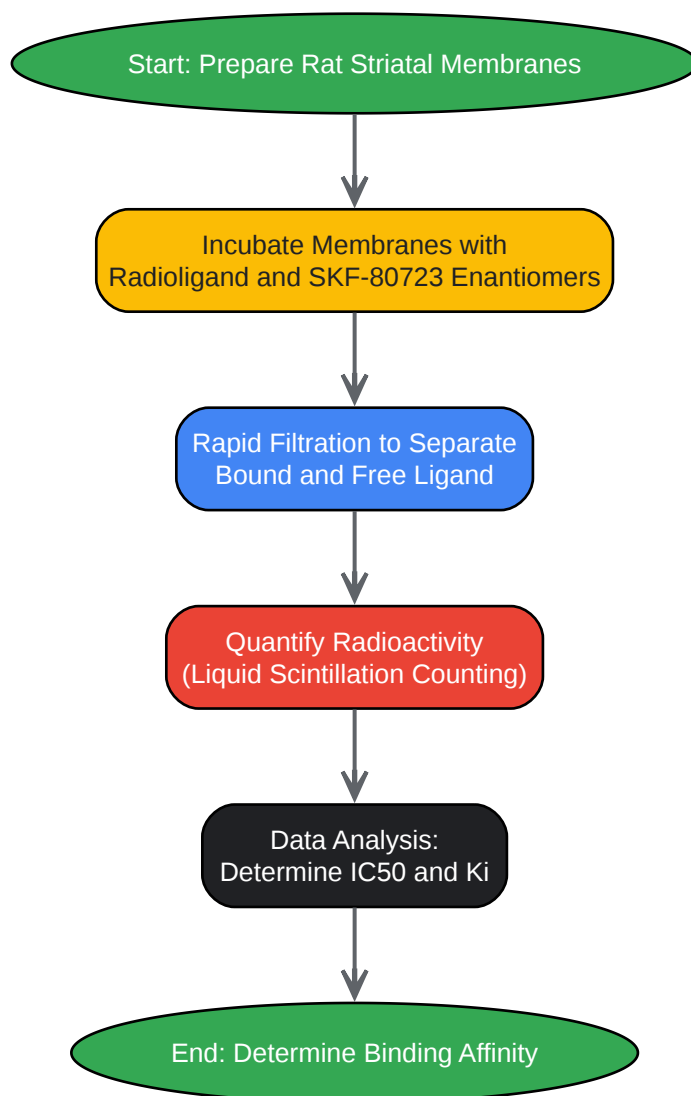 Start: Prepare Rat Striatal Membranes
Incubate Membranes with
Radioligand and SKF-80723 Enantiomers
Rapid Filtration to Separate
Bound and Free Ligand
Quantify Radioactivity
(Liquid Scintillation Counting)
Data Analysis:
Determine IC50 and Ki
End: Determine Binding Affinity